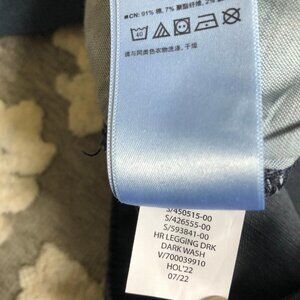 CN: 91% 棉, 7% 聚酯纤维, 2%
40
请与同类色衣物洗涤, 干燥
S/450515-00
S/426555-00
S/593841-00
HR LEGGING DRK
DARK WASH
V/700039910
HOL'22
07/22